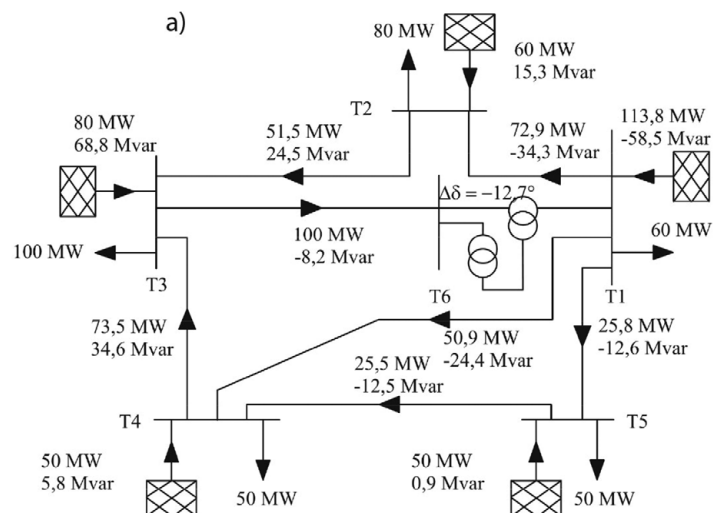 a)
80 MW
60 MW
15,3 Mvar
T2
80 MW
68,8 Mvar
51,5 MW
24,5 Mvar
72,9 MW
-34,3 Mvar
113,8 MW
-58,5 Mvar
Δδ = −12,7°
100 MW
-8,2 Mvar
100 MW
T3
60 MW
T6
T1
73,5 MW
34,6 Mvar
50,9 MW
-24,4 Mvar
25,8 MW
-12,6 Mvar
25,5 MW
-12,5 Mvar
T4
T5
50 MW
5,8 Mvar
50 MW
50 MW
0,9 Mvar
50 MW